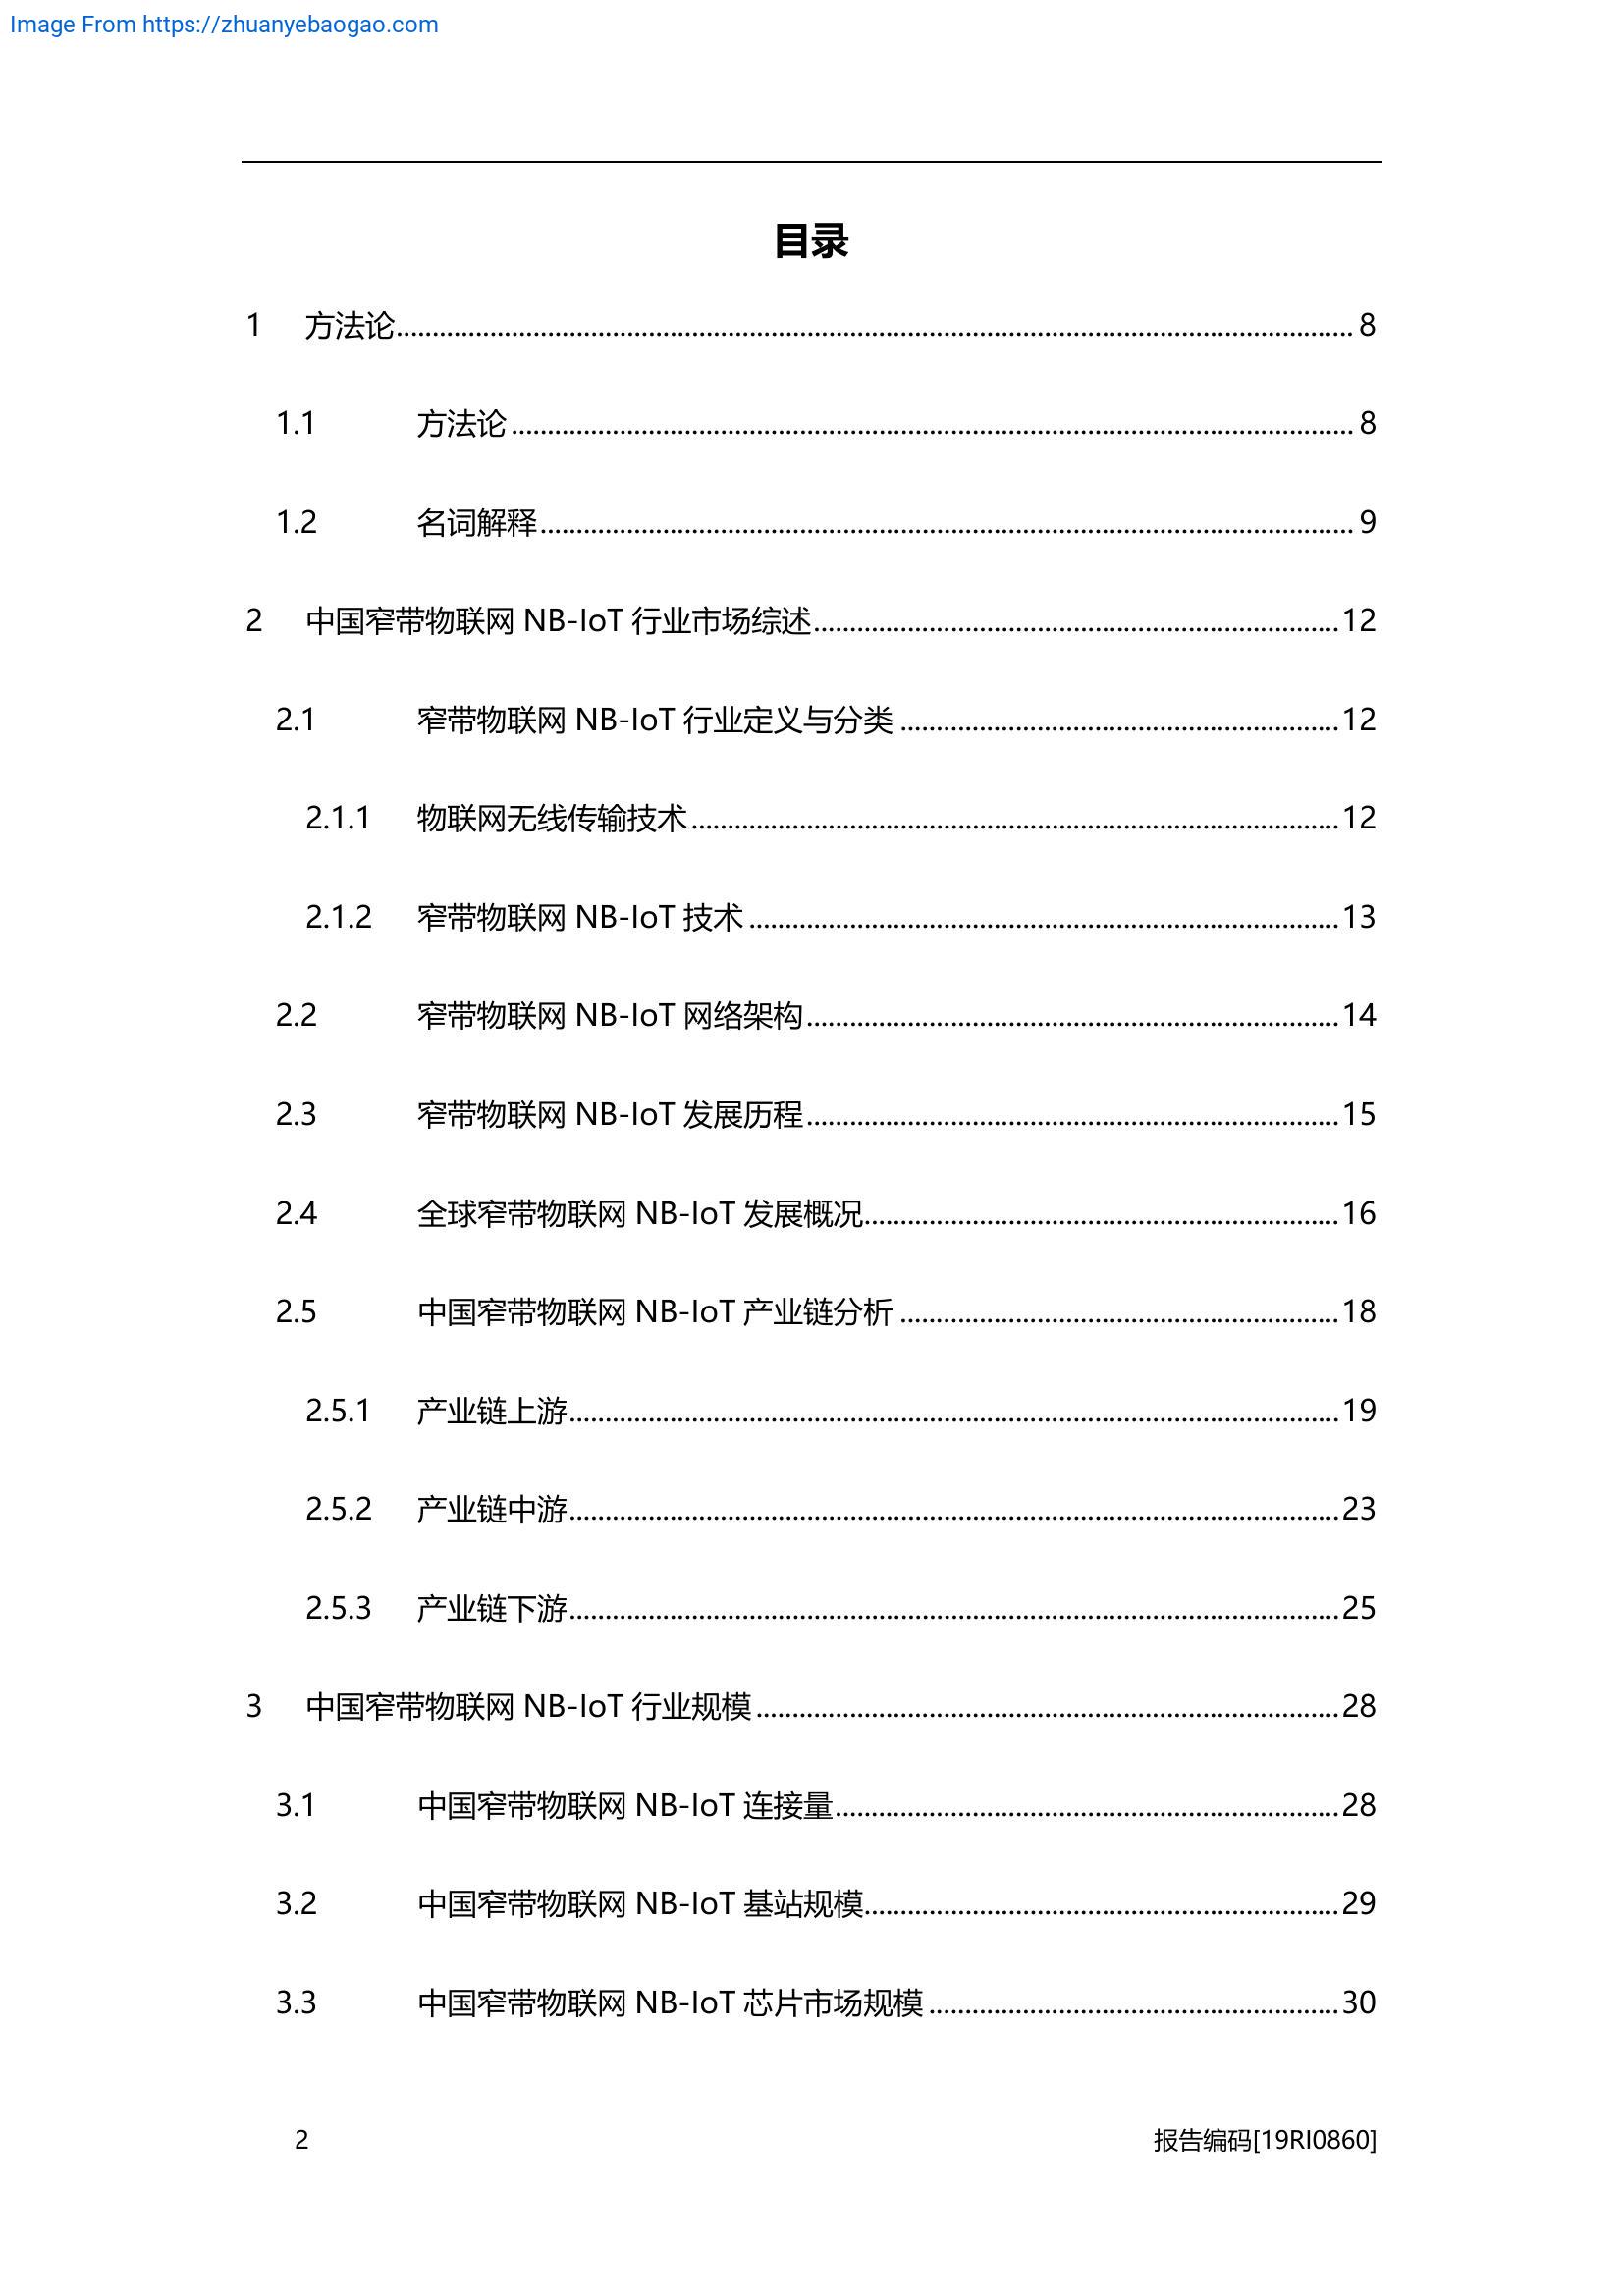 Image From https://zhuanyebaogao.com
目录
1 方法论 8
1.1 方法论 8
1.2 名词解释 9
2 中国窄带物联网 NB-IoT 行业市场综述 12
2.1 窄带物联网 NB-IoT 行业定义与分类 12
2.1.1 物联网无线传输技术 12
2.1.2 窄带物联网 NB-IoT 技术 13
2.2 窄带物联网 NB-IoT 网络架构 14
2.3 窄带物联网 NB-IoT 发展历程 15
2.4 全球窄带物联网 NB-IoT 发展概况 16
2.5 中国窄带物联网 NB-IoT 产业链分析 18
2.5.1 产业链上游 19
2.5.2 产业链中游 23
2.5.3 产业链下游 25
3 中国窄带物联网 NB-IoT 行业规模 28
3.1 中国窄带物联网 NB-IoT 连接量 28
3.2 中国窄带物联网 NB-IoT 基站规模 29
3.3 中国窄带物联网 NB-IoT 芯片市场规模 30
2 报告编码[19RI0860]